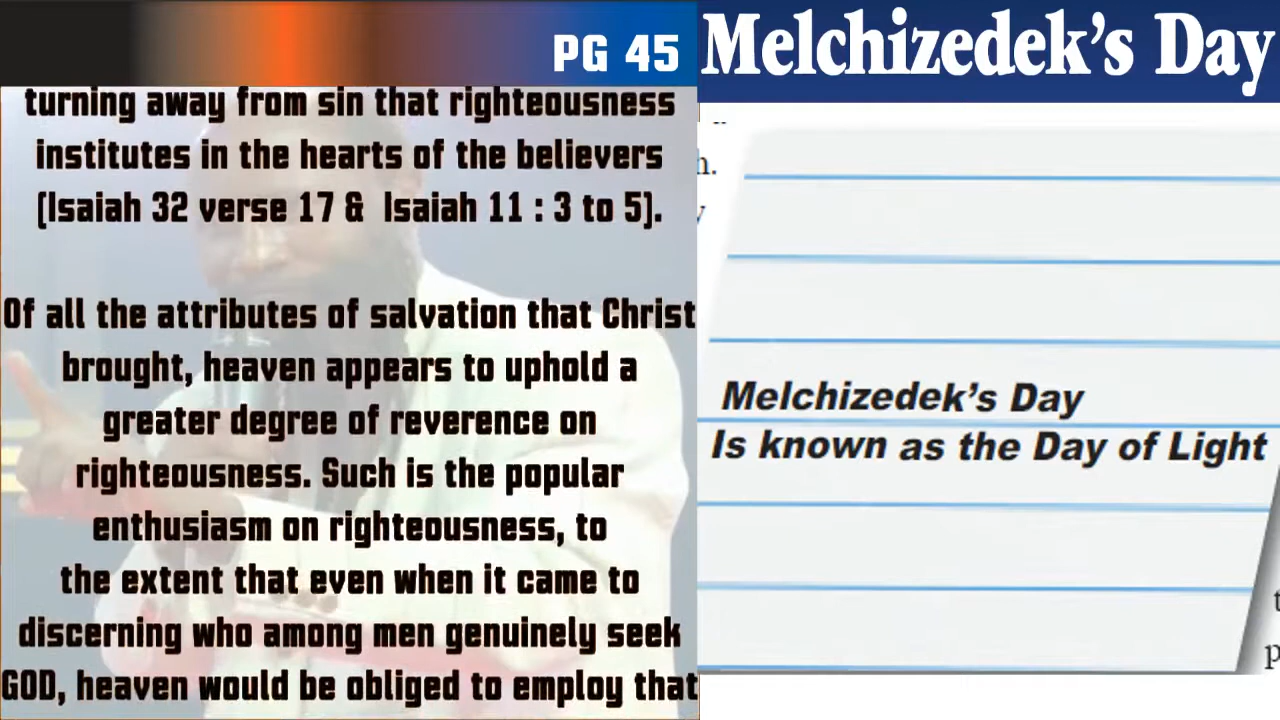 PG 45
turning away from sin that righteousness
institutes in the hearts of the believers
(Isaiah 32 verse 17 & Isaiah 11 : 3 to 5).
Of all the attributes of salvation that Christ
brought, heaven appears to uphold a
greater degree of reverence on
righteousness. Such is the popular
enthusiasm on righteousness, to
the extent that even when it came to
discerning who among men genuinely seek
GOD, heaven would be obliged to employ that
Melchizedek's Day
Melchizedek's Day
Is known as the Day of Light